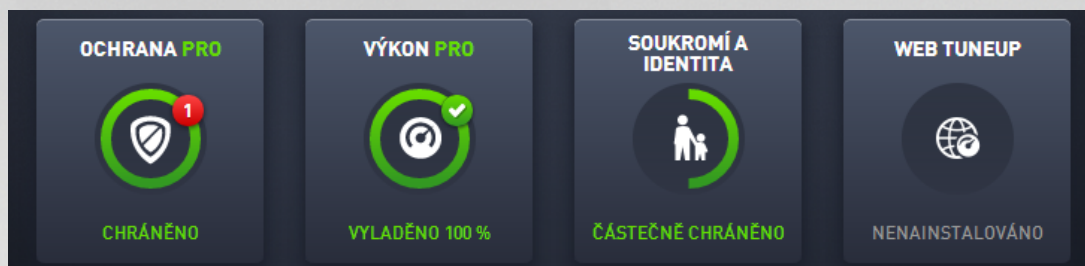 OCHRANA PRO
1
CHRÁNĚNO
VÝKON PRO
VYLADĚNO 100 %
SOUKROMÍ A
IDENTITA
ČÁSTEČNĚ CHRÁNĚNO
WEB TUNEUP
NENAINSTALOVÁNO